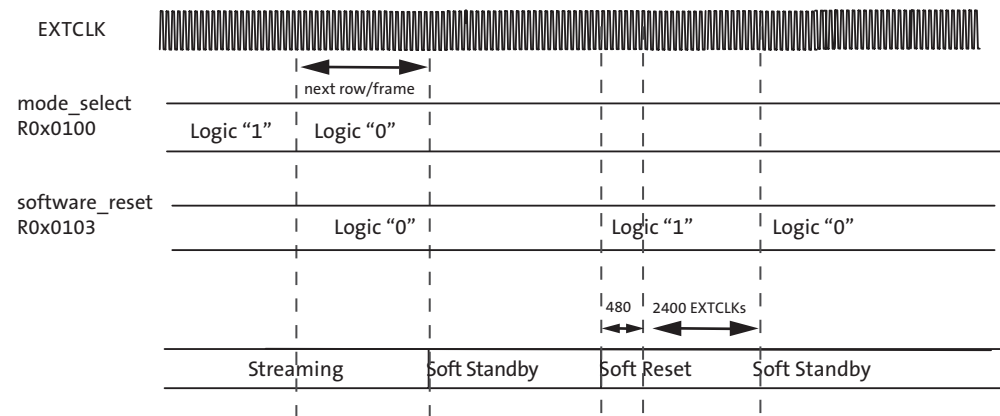 EXTCLK
next row/frame
mode_select
R0x0100
Logic “1” Logic “0”
software_reset
R0x0103
Logic “0” Logic “1” Logic “0”
480 2400 EXTCLKs
Streaming Soft Standby Soft Reset Soft Standby